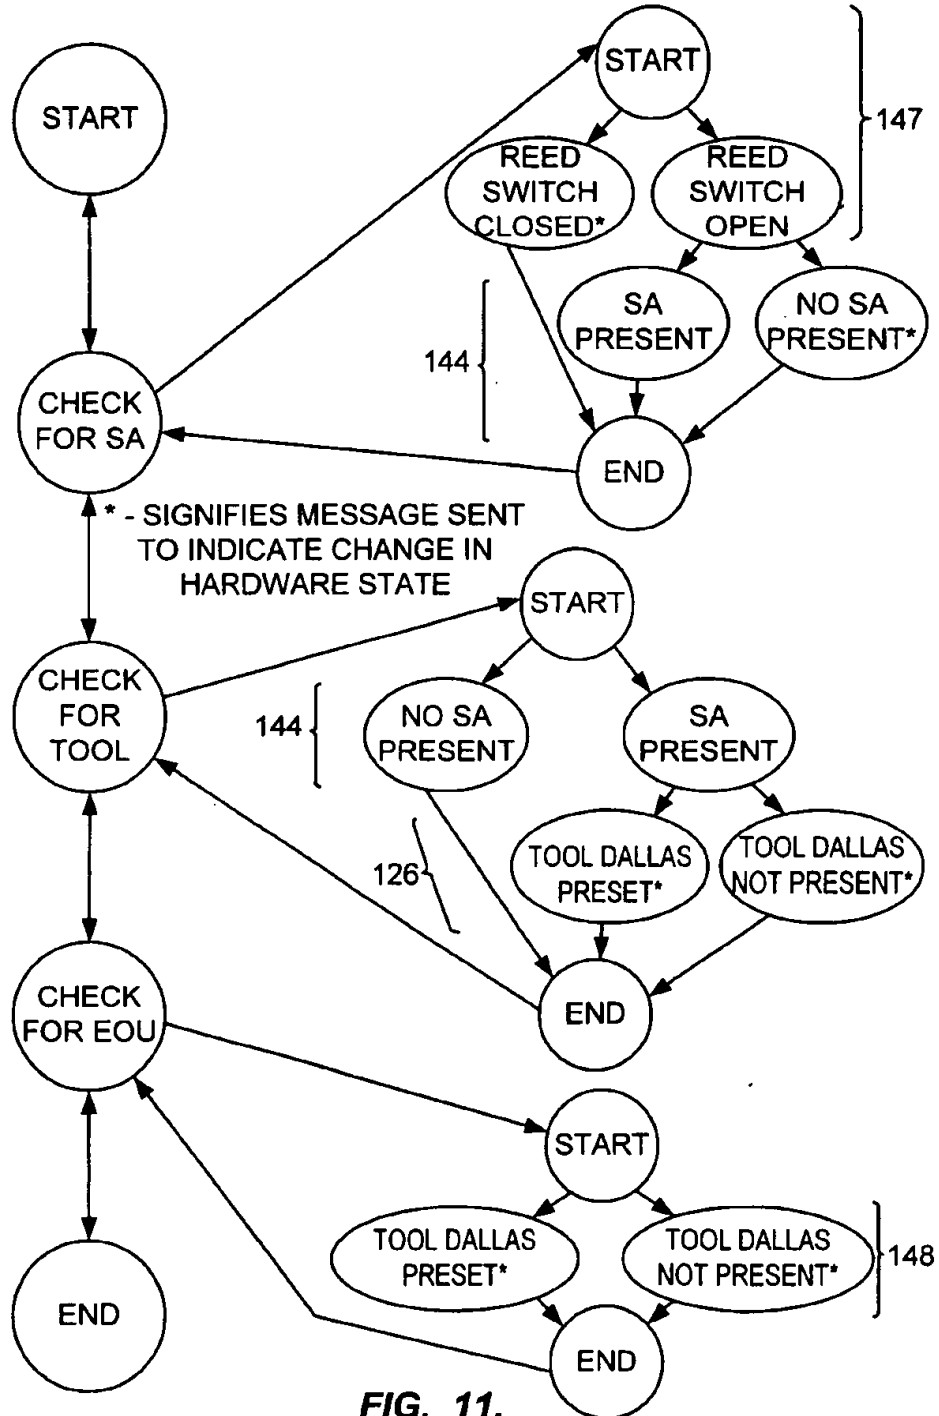 START
START
147
REED
SWITCH
CLOSED*
REED
SWITCH
OPEN
SA
PRESENT
NO SA
PRESENT*
144
CHECK
FOR SA
END
* - SIGNIFIES MESSAGE SENT
TO INDICATE CHANGE IN
HARDWARE STATE
START
CHECK
FOR
TOOL
144
NO SA
PRESENT
SA
PRESENT
126
TOOL DALLAS
PRESET*
TOOL DALLAS
NOT PRESENT*
END
CHECK
FOR EOU
START
TOOL DALLAS
PRESET*
TOOL DALLAS
NOT PRESENT*
148
END
END
FIG. 11.